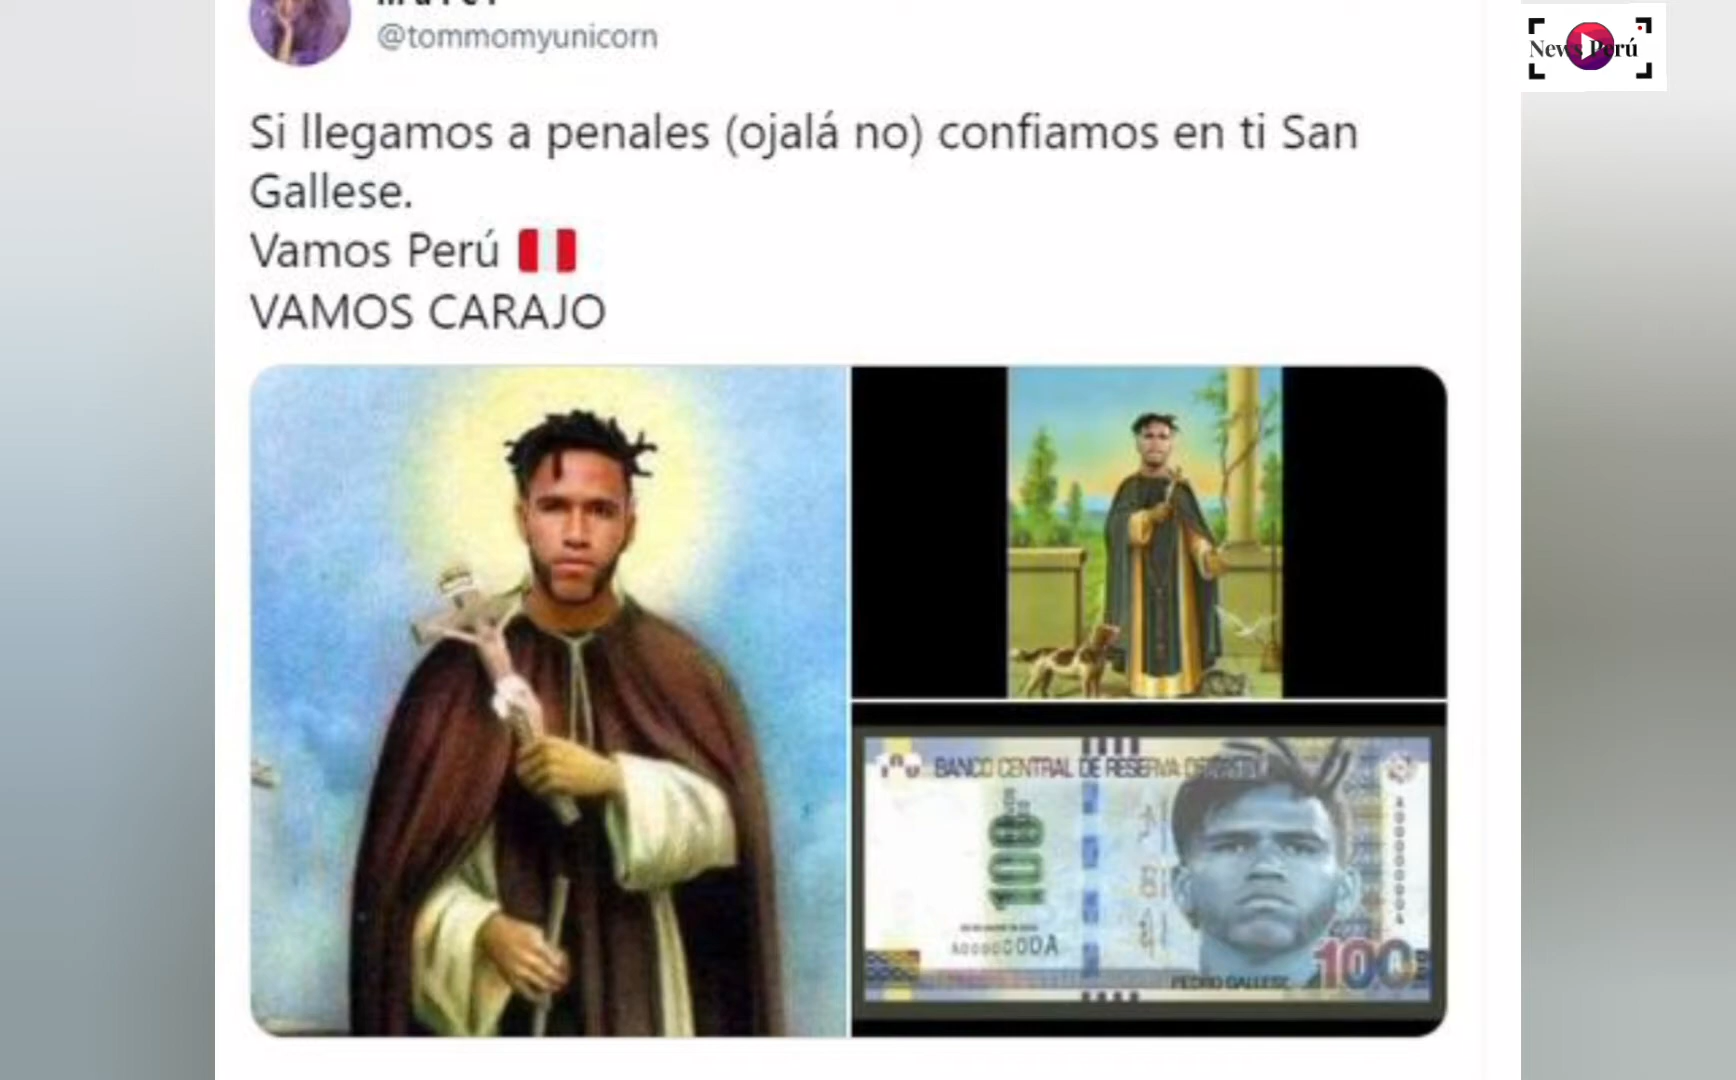 @tommomyunicorn
News Perú
Si llegamos a penales (ojalá no) confiamos en ti San
Gallese.
Vamos Perú
VAMOS CARAJO
BANCO CENTRAL DE RESERVA
100
PEDRO GALLESE
100